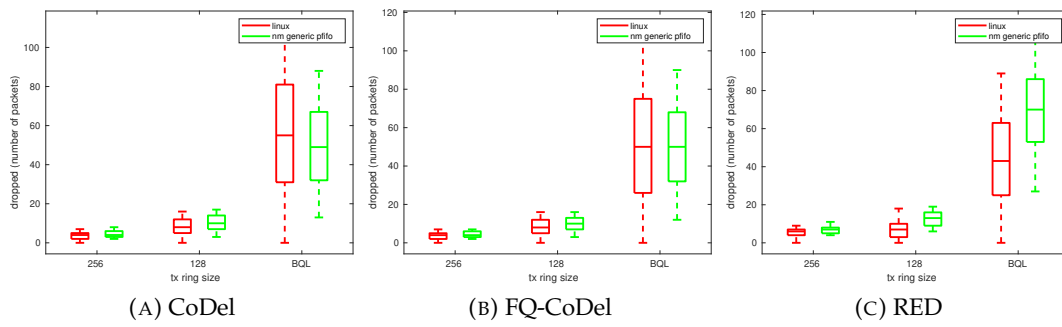 linux
nm generic pfifo
100
80
60
40
20
0
dropped (number of packets)
256
128
BQL
tx ring size
(A) CoDel
linux
nm generic pfifo
120
100
80
60
40
20
0
dropped (number of packets)
256
128
BQL
tx ring size
(B) FQ-CoDel
linux
nm generic pfifo
120
100
80
60
40
20
0
dropped (number of packets)
256
128
BQL
tx ring size
(C) RED